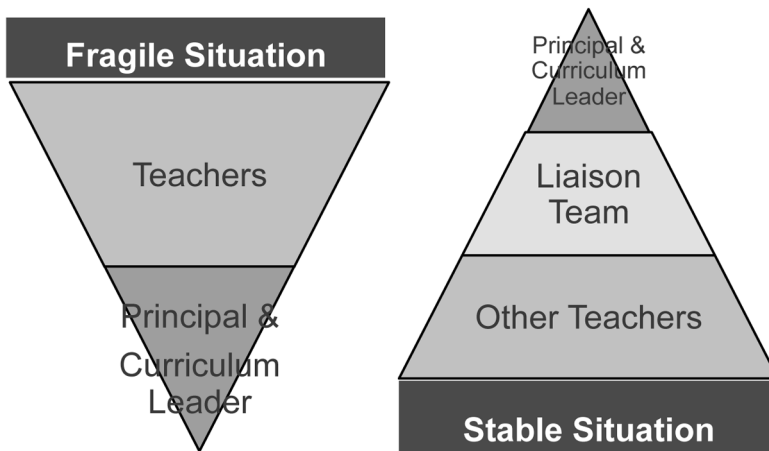 Fragile Situation
Teachers
Principal &
Curriculum
Leader
Principal &
Curriculum
Leader
Liaison
Team
Other Teachers
Stable Situation